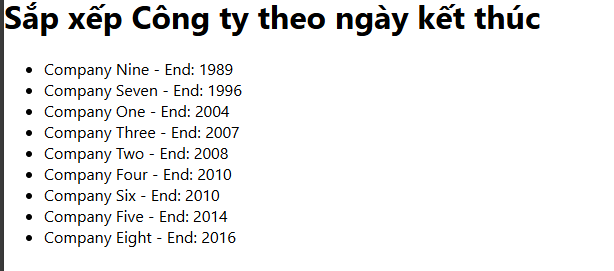 Sắp xếp Công ty theo ngày kết thúc
Company Nine - End: 1989
Company Seven - End: 1996
Company One - End: 2004
Company Three - End: 2007
Company Two - End: 2008
Company Four - End: 2010
Company Six - End: 2010
Company Five - End: 2014
Company Eight - End: 2016